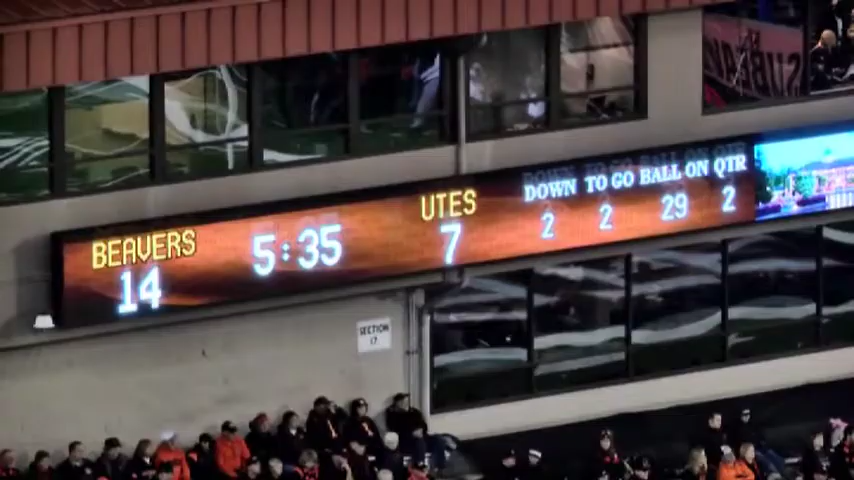 BEAVERS 5:35 UTES DOWN TO GO BALL ON QTR
14 7 2 2 29 2
SECTION
17